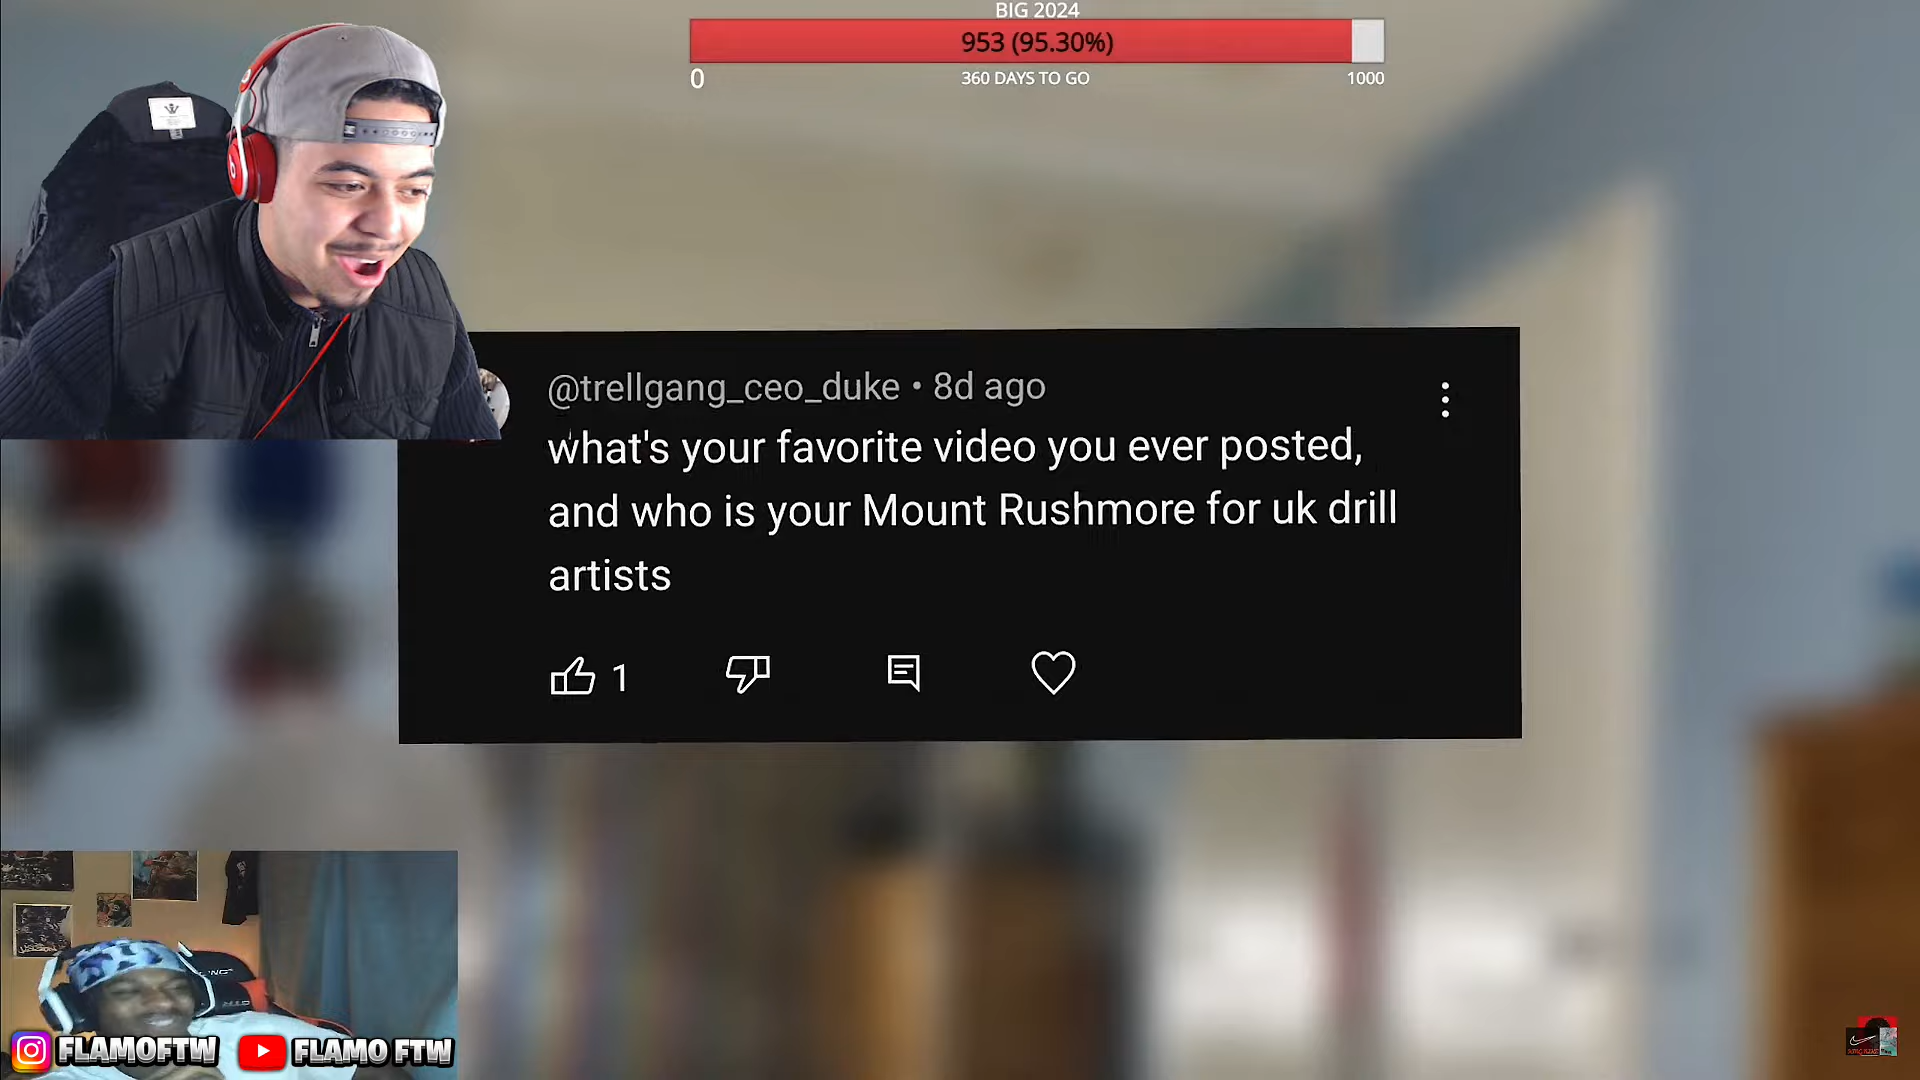 BIG 2024
953 (95.30%)
0
360 DAYS TO GO
1000
@trellgang_ceo_duke • 8d ago
what's your favorite video you ever posted,
and who is your Mount Rushmore for uk drill
artists
1
FLAMOFTW
FLAMO FTW